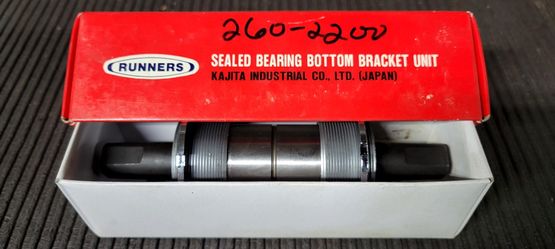 260-2200
RUNNERS
SEALED BEARING BOTTOM BRACKET UNIT
KAJITA INDUSTRIAL CO., LTD. (JAPAN)